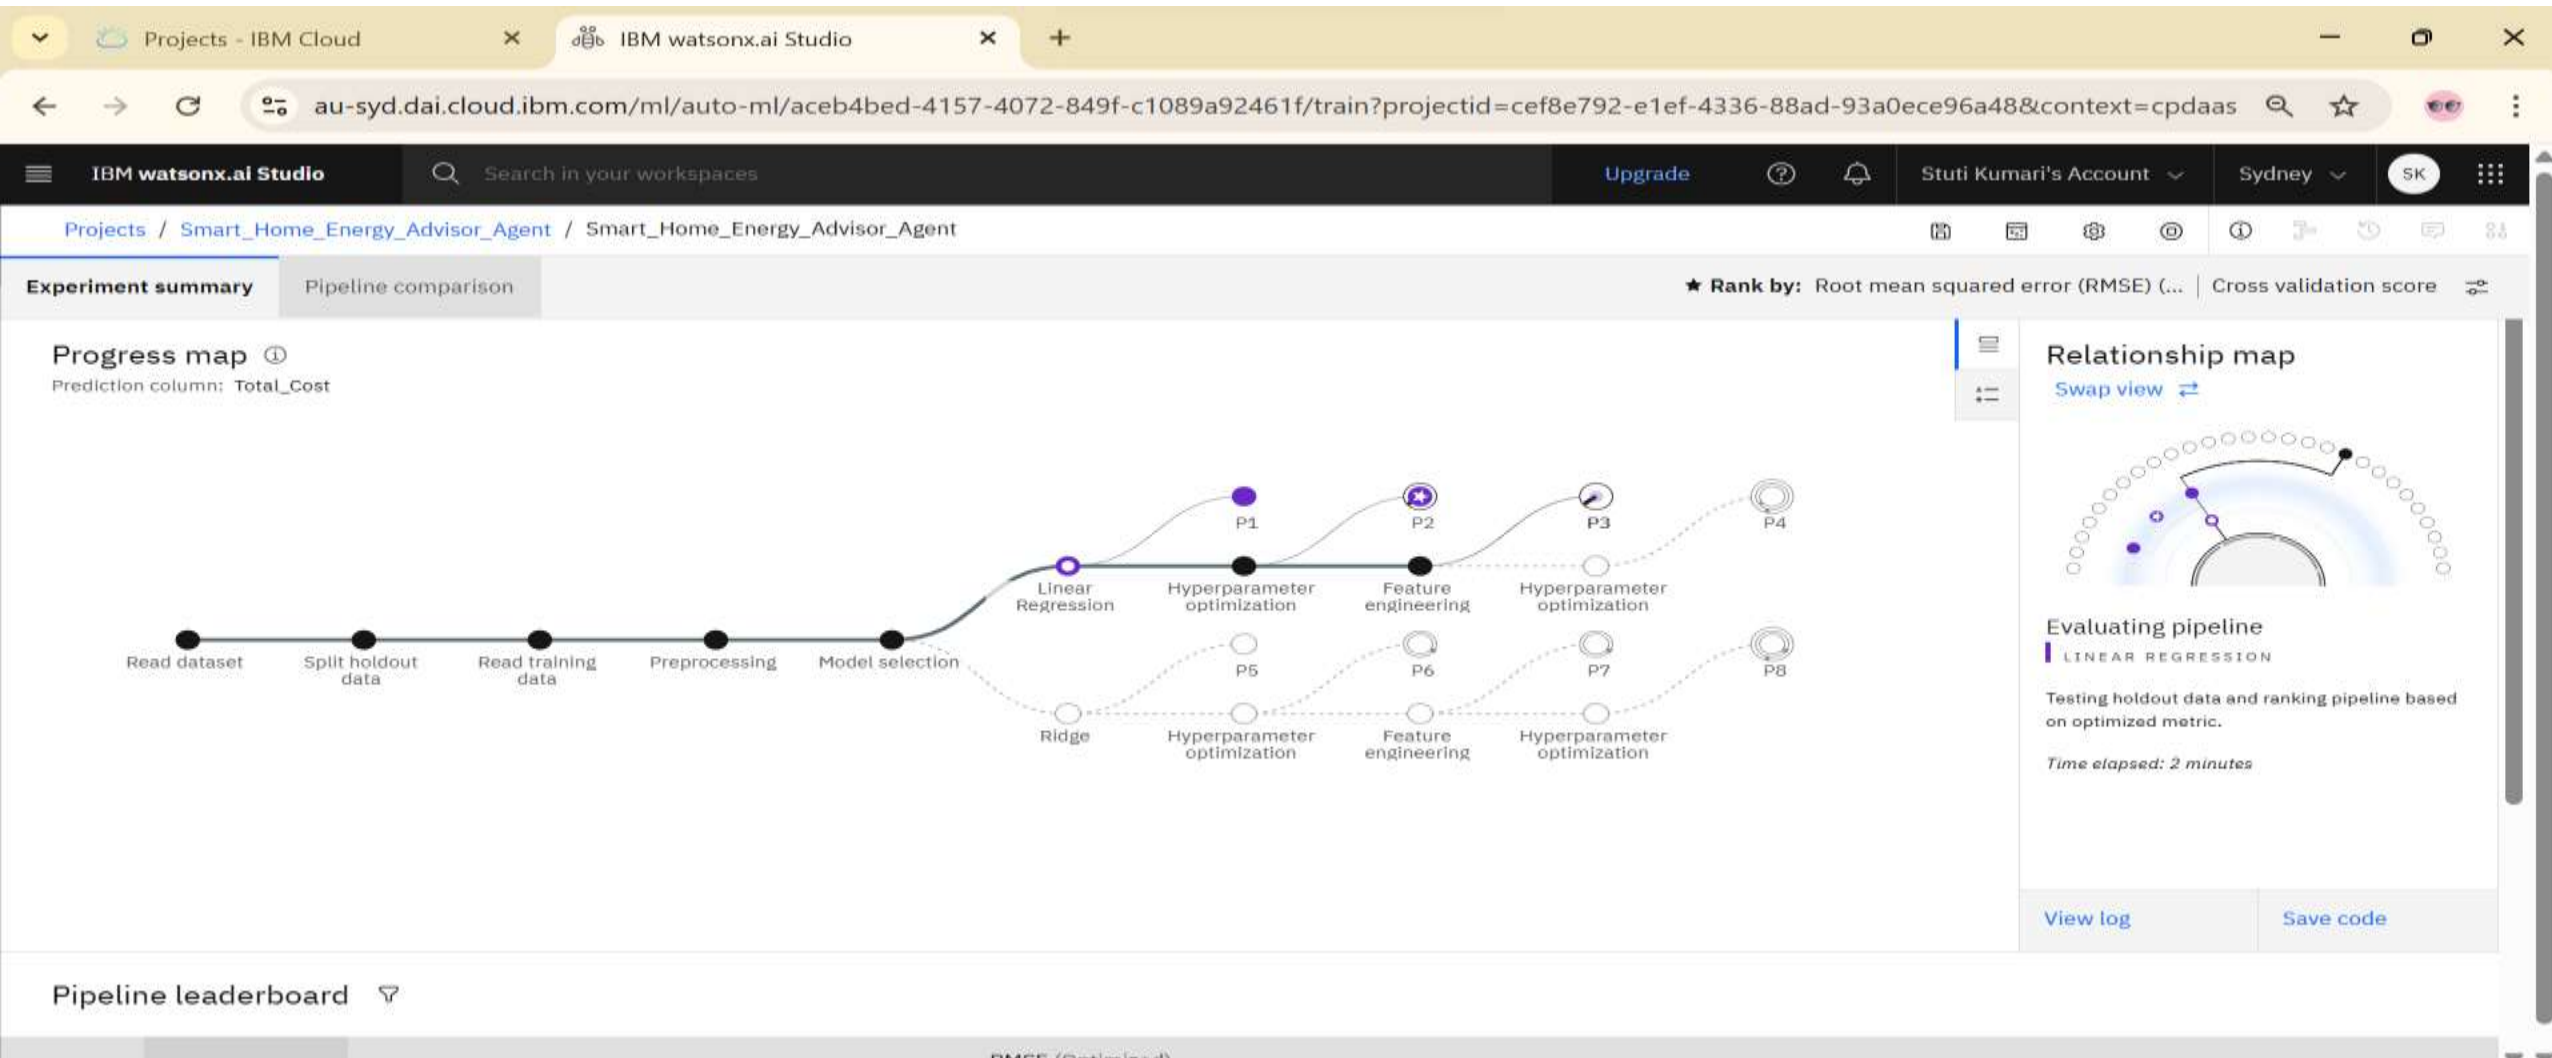 Projects - IBM Cloud
IBM watsonx.ai Studio
au-syd.dai.cloud.ibm.com/ml/auto-ml/aceb4bed-4157-4072-849f-c1089a92461f/train?projectid=cef8e792-e1ef-4336-88ad-93a0ece96a48&context=cpdaas
IBM watsonx.ai Studio
Search in your workspaces
Upgrade
Stuti Kumari's Account
Sydney
SK
Projects / Smart_Home_Energy_Advisor_Agent / Smart_Home_Energy_Advisor_Agent
Experiment summary
Pipeline comparison
Rank by: Root mean squared error (RMSE) (... | Cross validation score
Progress map
Prediction column: Total_Cost
Relationship map
Swap view
P1
P2
P3
P4
Linear
Regression
Hyperparameter
optimization
Feature
engineering
Hyperparameter
optimization
Read dataset
Split holdout
data
Read training
data
Preprocessing
Model selection
P5
P6
P7
P8
Ridge
Hyperparameter
optimization
Feature
engineering
Hyperparameter
optimization
Evaluating pipeline
LINEAR REGRESSION
Testing holdout data and ranking pipeline based
on optimized metric.
Time elapsed: 2 minutes
View log
Save code
Pipeline leaderboard
RMSE (Optimized)